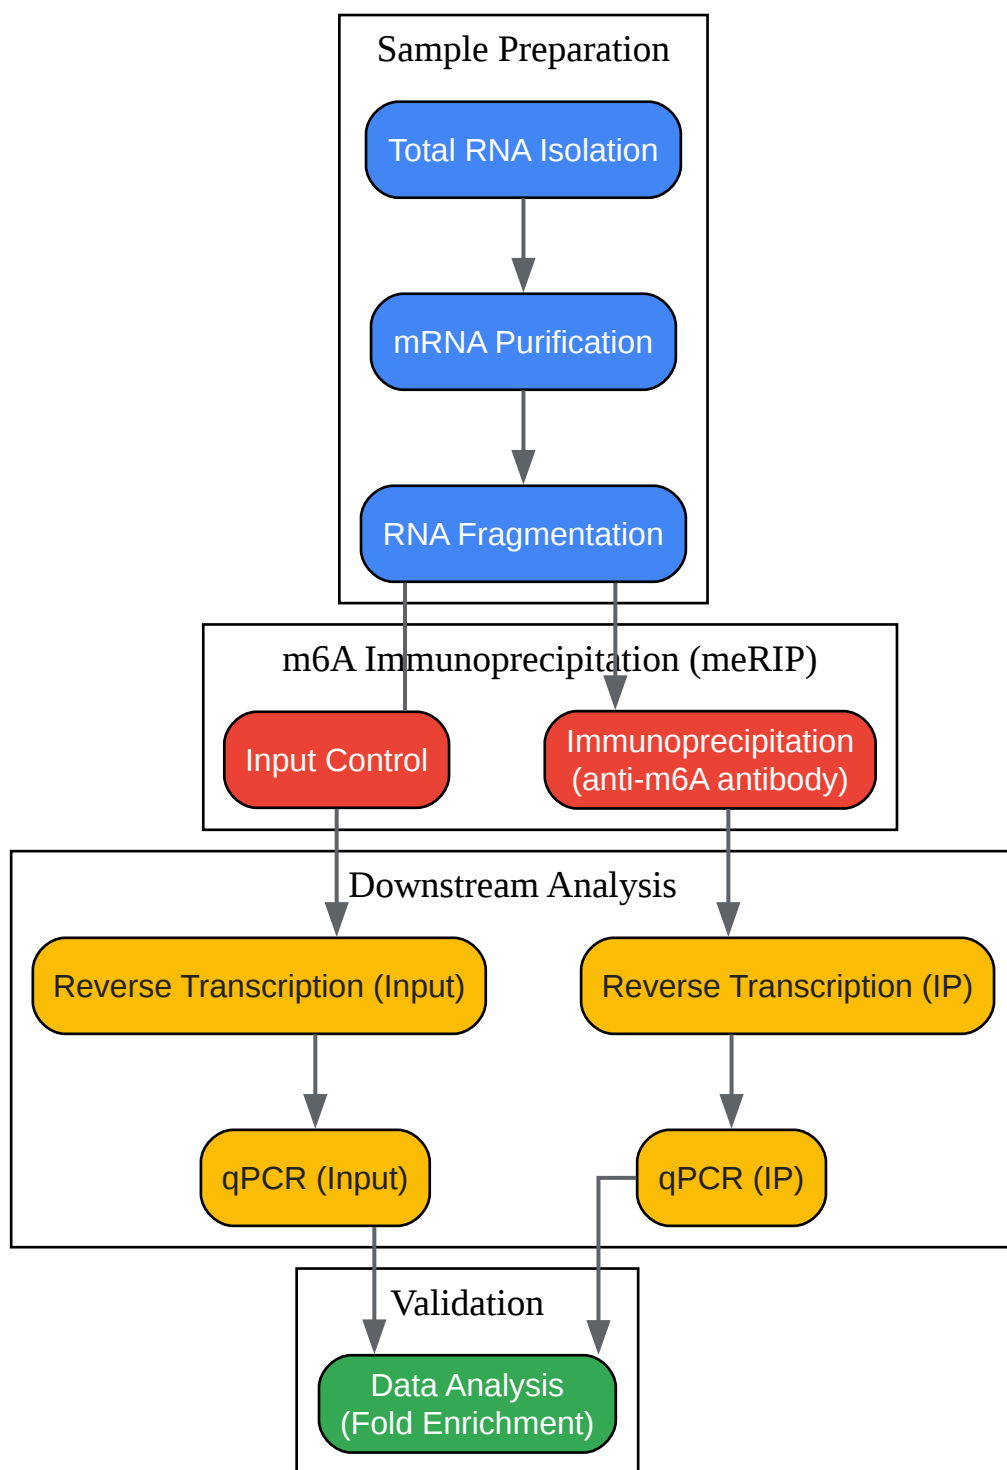 Sample Preparation
Total RNA Isolation
mRNA Purification
RNA Fragmentation
m6A Immunoprecipitation (meRIP)
Input Control
Immunoprecipitation
(anti-m6A antibody)
Downstream Analysis
Reverse Transcription (Input)
Reverse Transcription (IP)
qPCR (Input)
qPCR (IP)
Validation
Data Analysis
(Fold Enrichment)